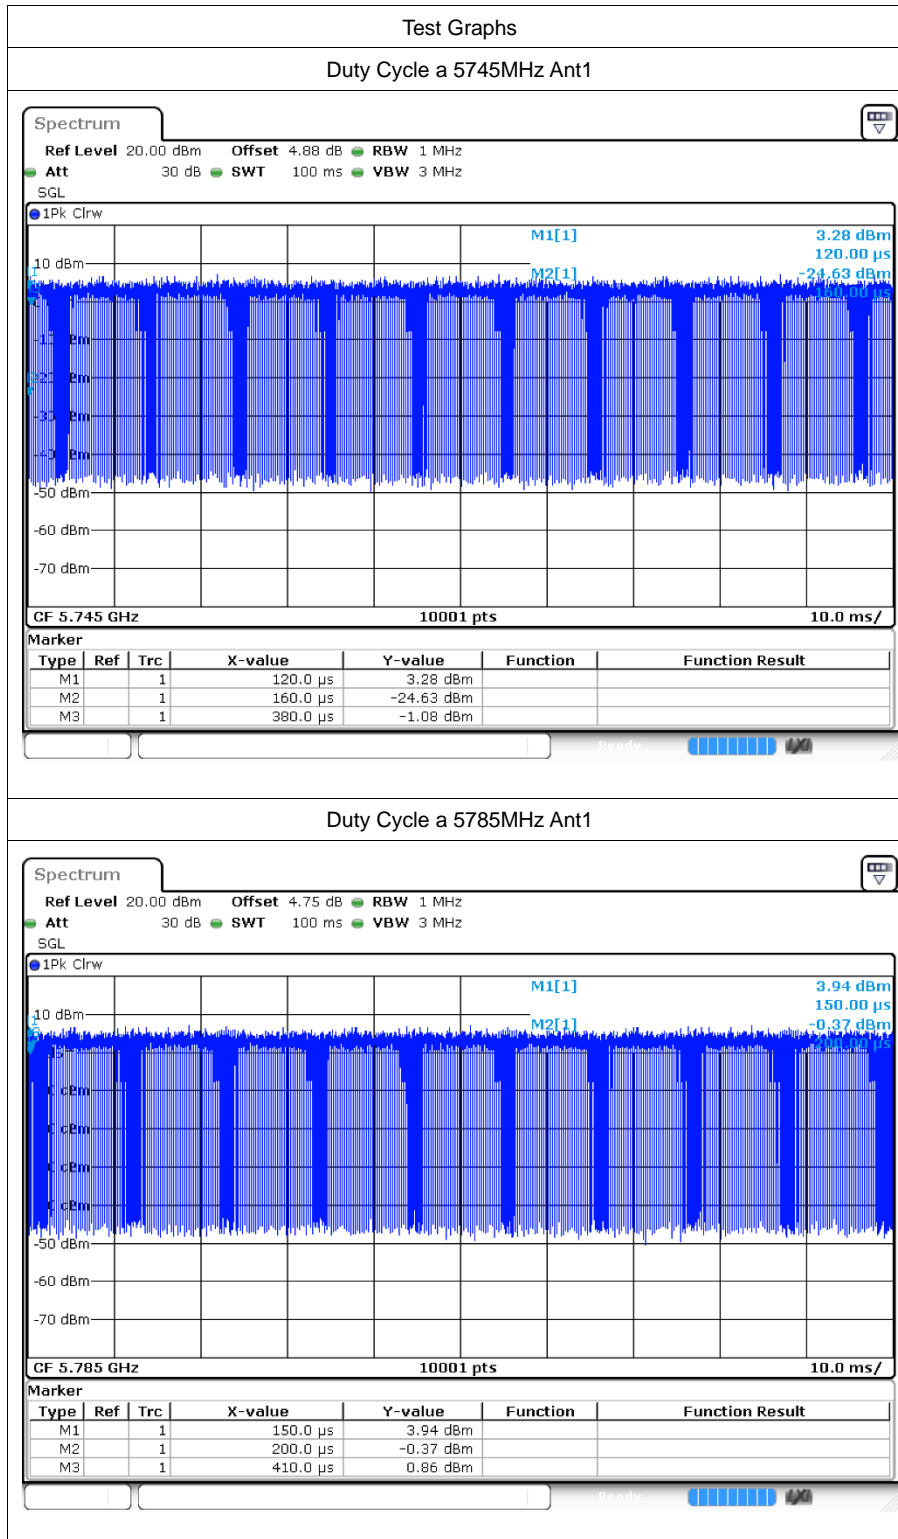 Test Graphs
Duty Cycle a 5745MHz Ant1
Spectrum
Ref Level 20.00 dBm Offset 4.88 dB RBW 1 MHz
Att 30 dB SWT 100 ms VBW 3 MHz
SGL
1Pk Clrw
M1[1] 3.28 dBm
120.00 µs
10 dBm
M2[1] -24.63 dBm
160.00 µs
-50 dBm
-60 dBm
-70 dBm
CF 5.745 GHz 10001 pts 10.0 ms/
Marker
Type Ref Trc X-value Y-value Function Function Result
M1 1 120.0 µs 3.28 dBm
M2 1 160.0 µs -24.63 dBm
M3 1 380.0 µs -1.08 dBm
Ready
Duty Cycle a 5785MHz Ant1
Spectrum
Ref Level 20.00 dBm Offset 4.75 dB RBW 1 MHz
Att 30 dB SWT 100 ms VBW 3 MHz
SGL
1Pk Clrw
M1[1] 3.94 dBm
150.00 µs
10 dBm
M2[1] -0.37 dBm
200.00 µs
-50 dBm
-60 dBm
-70 dBm
CF 5.785 GHz 10001 pts 10.0 ms/
Marker
Type Ref Trc X-value Y-value Function Function Result
M1 1 150.0 µs 3.94 dBm
M2 1 200.0 µs -0.37 dBm
M3 1 410.0 µs 0.86 dBm
Ready